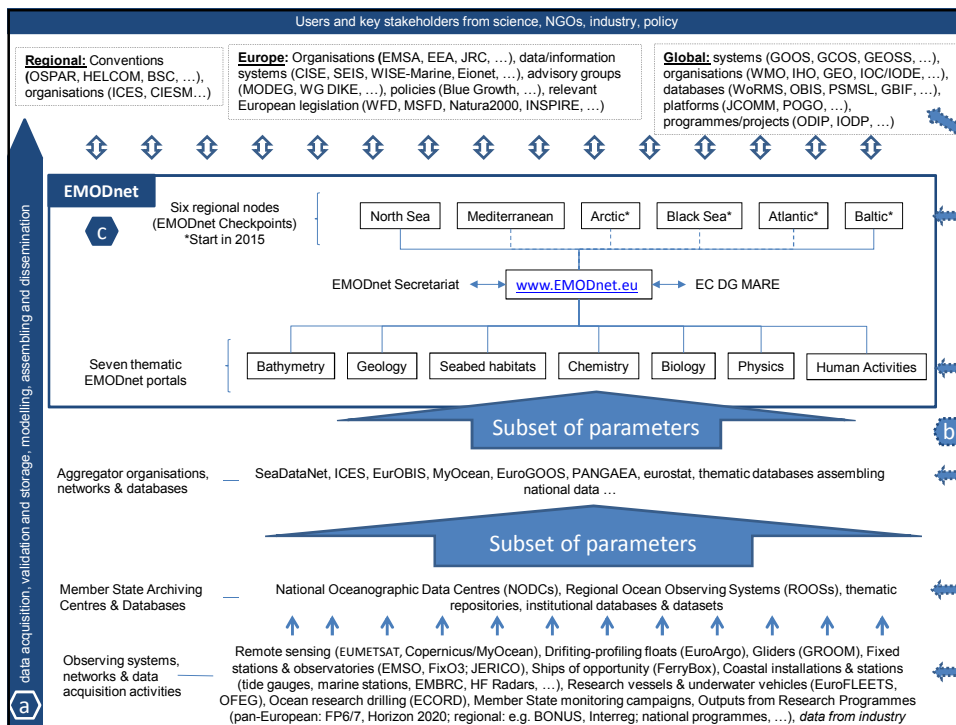 Users and key stakeholders from science, NGOs, industry, policy
Regional: Conventions
(OSPAR, HELCOM, BSC, …),
organisations (ICES, CIESM…)
Europe: Organisations (EMSA, EEA, JRC, …), data/information
systems (CISE, SEIS, WISE-Marine, Eionet, …), advisory groups
(MODEG, WG DIKE, …), policies (Blue Growth, …), relevant
European legislation (WFD, MSFD, Natura2000, INSPIRE, …)
Global: systems (GOOS, GCOS, GEOSS, …),
organisations (WMO, IHO, GEO, IOC/IODE, …),
databases (WoRMS, OBIS, PSMSL, GBIF, …),
platforms (JCOMM, POGO, …),
programmes/projects (ODIP, IODP, …)
EMODnet
c
Six regional nodes
(EMODnet Checkpoints)
*Start in 2015
North Sea
Mediterranean
Arctic*
Black Sea*
Atlantic*
Baltic*
EMODnet Secretariat
www.EMODnet.eu
EC DG MARE
Seven thematic
EMODnet portals
Bathymetry
Geology
Seabed habitats
Chemistry
Biology
Physics
Human Activities
Subset of parameters
b
Aggregator organisations,
networks & databases
SeaDataNet, ICES, EurOBIS, MyOcean, EuroGOOS, PANGAEA, eurostat, thematic databases assembling
national data …
Subset of parameters
Member State Archiving
Centres & Databases
National Oceanographic Data Centres (NODCs), Regional Ocean Observing Systems (ROOSs), thematic
repositories, institutional databases & datasets
Observing systems,
networks & data
acquisition activities
Remote sensing (EUMETSAT, Copernicus/MyOcean), Drifiting-profiling floats (EuroArgo), Gliders (GROOM), Fixed
stations & observatories (EMSO, FixO3; JERICO), Ships of opportunity (FerryBox), Coastal installations & stations
(tide gauges, marine stations, EMBRC, HF Radars, …), Research vessels & underwater vehicles (EuroFLEETS,
OFEG), Ocean research drilling (ECORD), Member State monitoring campaigns, Outputs from Research Programmes
(pan-European: FP6/7, Horizon 2020; regional: e.g. BONUS, Interreg; national programmes, …), data from industry
data acquisition, validation and storage, modelling, assembling and dissemination
a